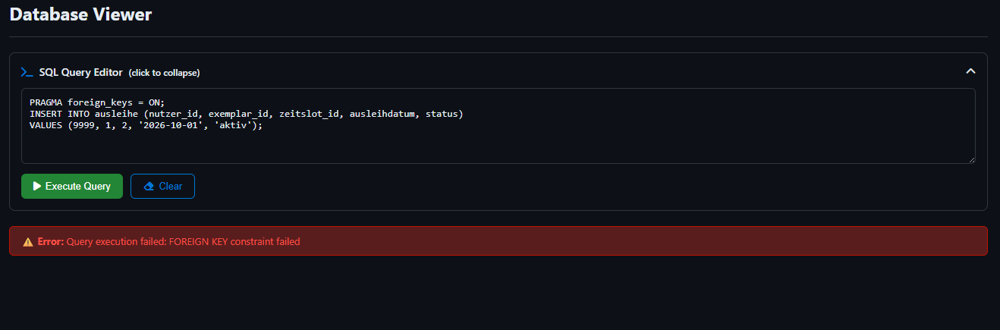 Database Viewer
SQL Query Editor (click to collapse)
PRAGMA foreign_keys = ON;
INSERT INTO ausleihe (nutzer_id, exemplar_id, zeitslot_id, ausleihdatum, status)
VALUES (9999, 1, 2, '2026-10-01', 'aktiv');
Execute Query
Clear
Error: Query execution failed: FOREIGN KEY constraint failed